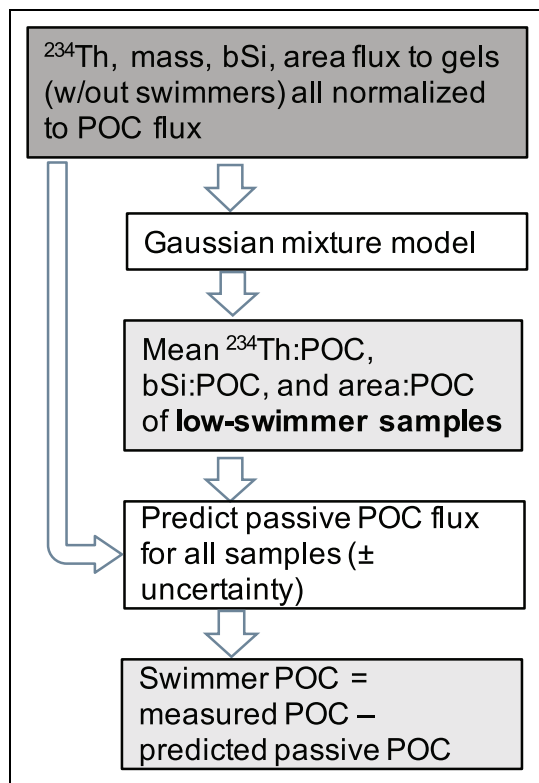 ²³⁴Th, mass, bSi, area flux to gels
(w/out swimmers) all normalized
to POC flux
Gaussian mixture model
Mean ²³⁴Th:POC,
bSi:POC, and area:POC
of low-swimmer samples
Predict passive POC flux
for all samples (±
uncertainty)
Swimmer POC =
measured POC –
predicted passive POC